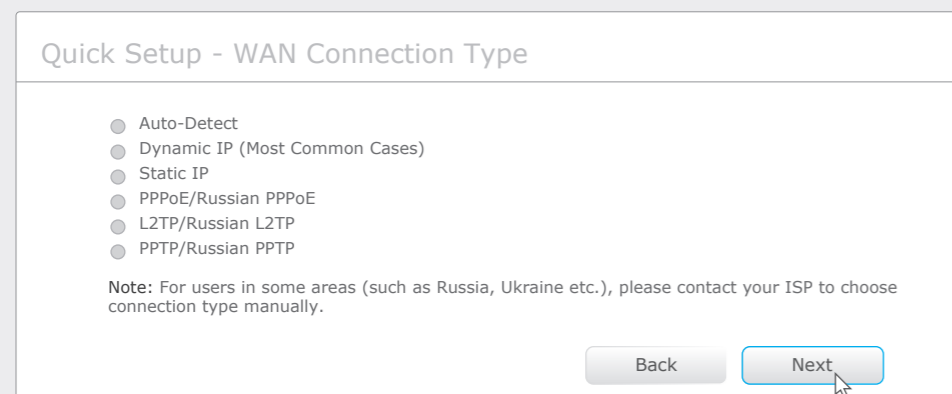 Quick Setup - WAN Connection Type
Auto-Detect
Dynamic IP (Most Common Cases)
Static IP
PPPoE/Russian PPPoE
L2TP/Russian L2TP
PPTP/Russian PPTP
Note: For users in some areas (such as Russia, Ukraine etc.), please contact your ISP to choose
connection type manually.
Back Next